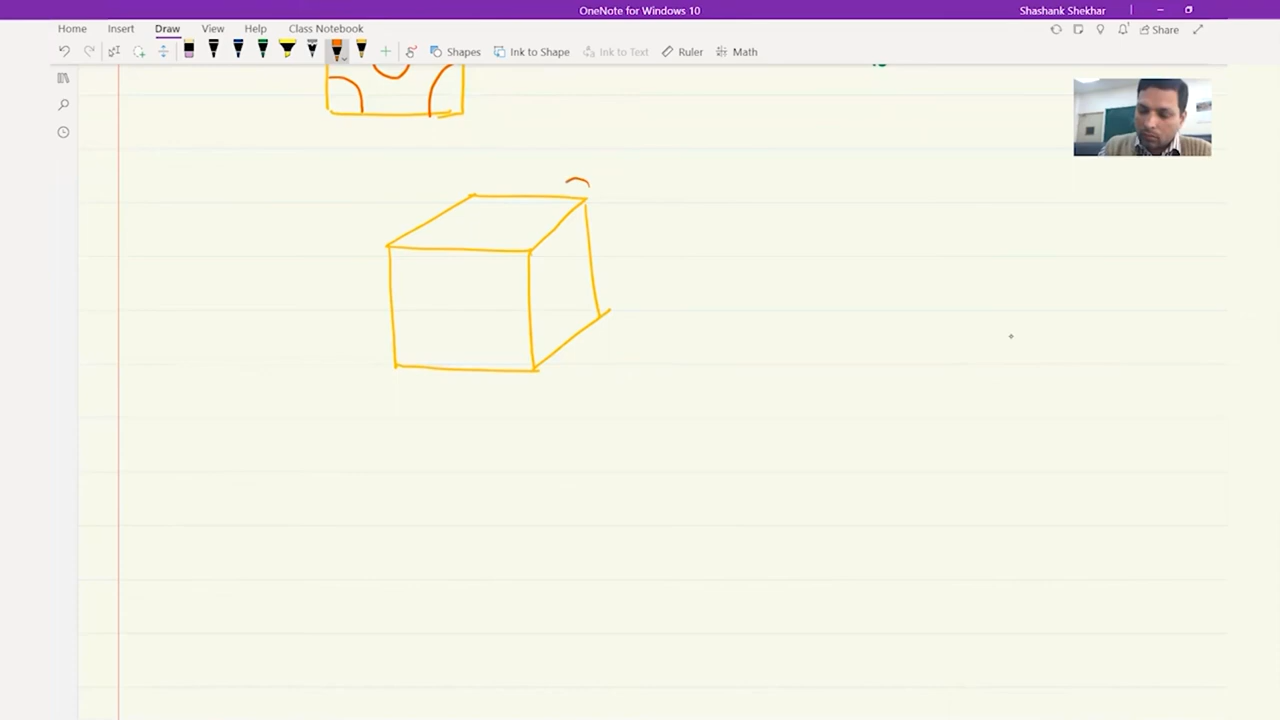 OneNote for Windows 10
Shashank Shekhar
Home Insert Draw View Help Class Notebook
Share
Shapes Ink to Shape Ink to Text Ruler Math